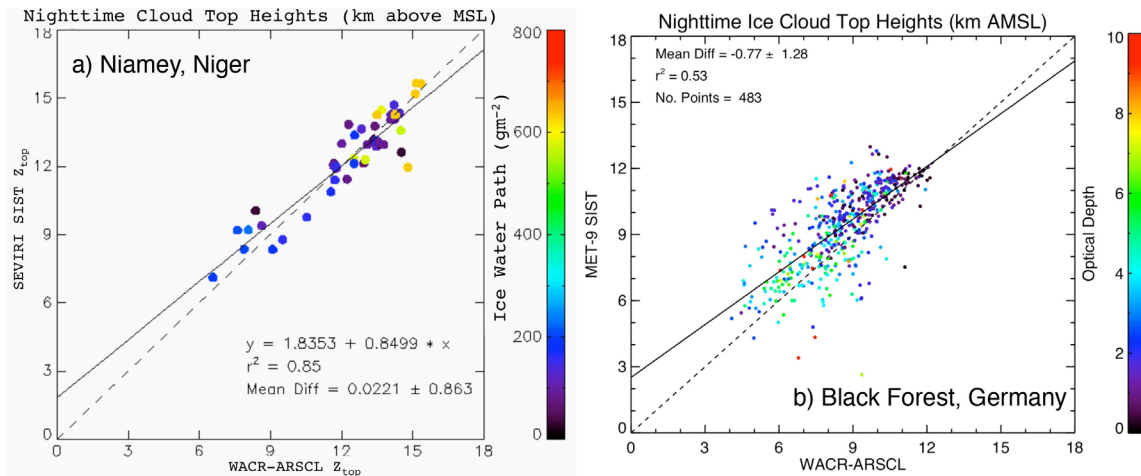 Nighttime Cloud Top Heights (km above MSL)
a) Niamey, Niger
18
15
12
9
6
3
0
SEVIRI SIST Z_top
0 3 6 9 12 15 18
WACR-ARSCL Z_top
y = 1.8353 + 0.8499 * x
r² = 0.85
Mean Diff = 0.0221 ± 0.863
800
600
400
200
0
Ice Water Path (gm⁻²)
Nighttime Ice Cloud Top Heights (km AMSL)
Mean Diff = -0.77 ± 1.28
r² = 0.53
No. Points = 483
18
15
12
9
6
3
0
MET-9 SIST
b) Black Forest, Germany
0 3 6 9 12 15 18
WACR-ARSCL
10
8
6
4
2
0
Optical Depth